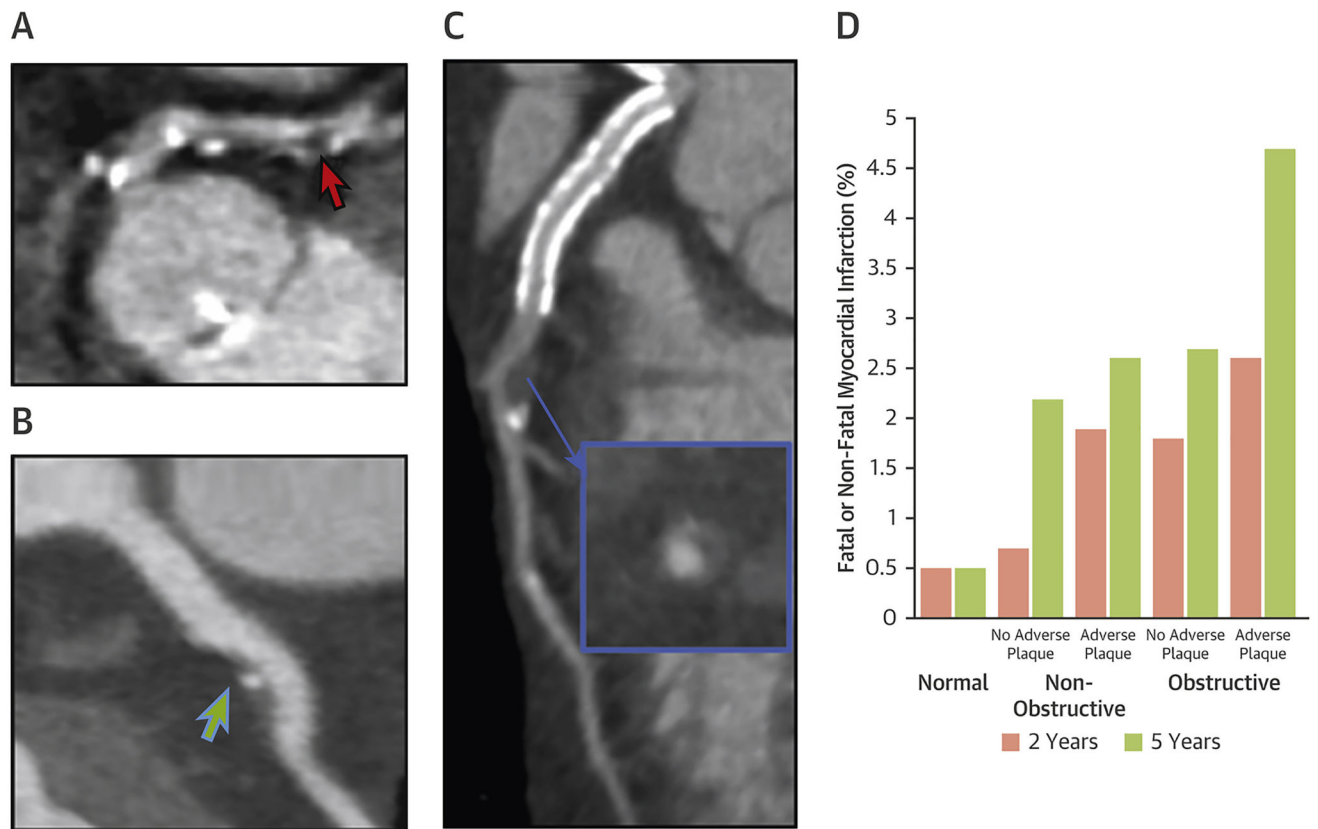 A
B
C
D
Fatal or Non-Fatal Myocardial Infarction (%)
5
4.5
4
3.5
3
2.5
2
1.5
1
0.5
0
No Adverse
Plaque
Adverse
Plaque
No Adverse
Plaque
Adverse
Plaque
Normal
Non-
Obstructive
Obstructive
2 Years
5 Years